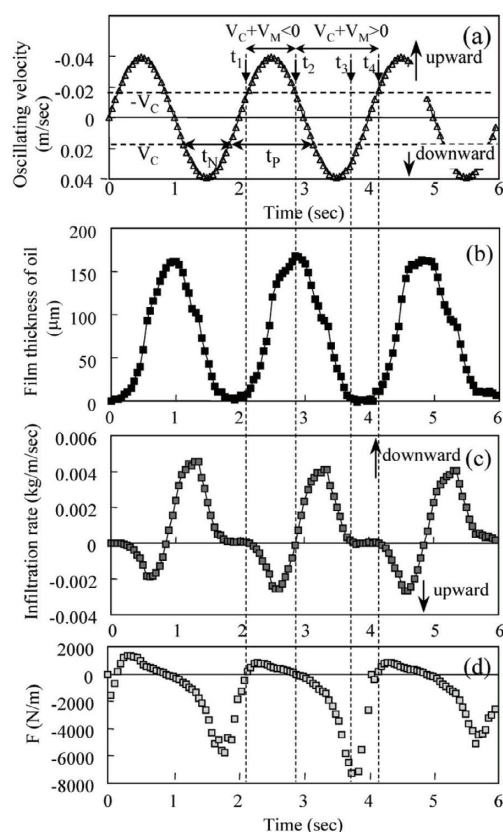 V_C+V_M<0 V_C+V_M>0 (a)
t_1 t_2 t_3 t_4 upward
-0.04
-0.02
-V_C
0
0.02
V_C
t_N t_P
0.04
downward
Oscillating velocity
(m/sec)
0 1 2 3 4 5 6
Time (sec)
(b)
200
150
100
50
0
Film thickness of oil
(μm)
0 1 2 3 4 5 6
(c)
0.006
0.004
0.002
0
-0.002
-0.004
Infiltration rate (kg/m/sec)
downward
upward
0 1 2 3 4 5 6
(d)
2000
0
-2000
-4000
-6000
-8000
F (N/m)
0 1 2 3 4 5 6
Time (sec)